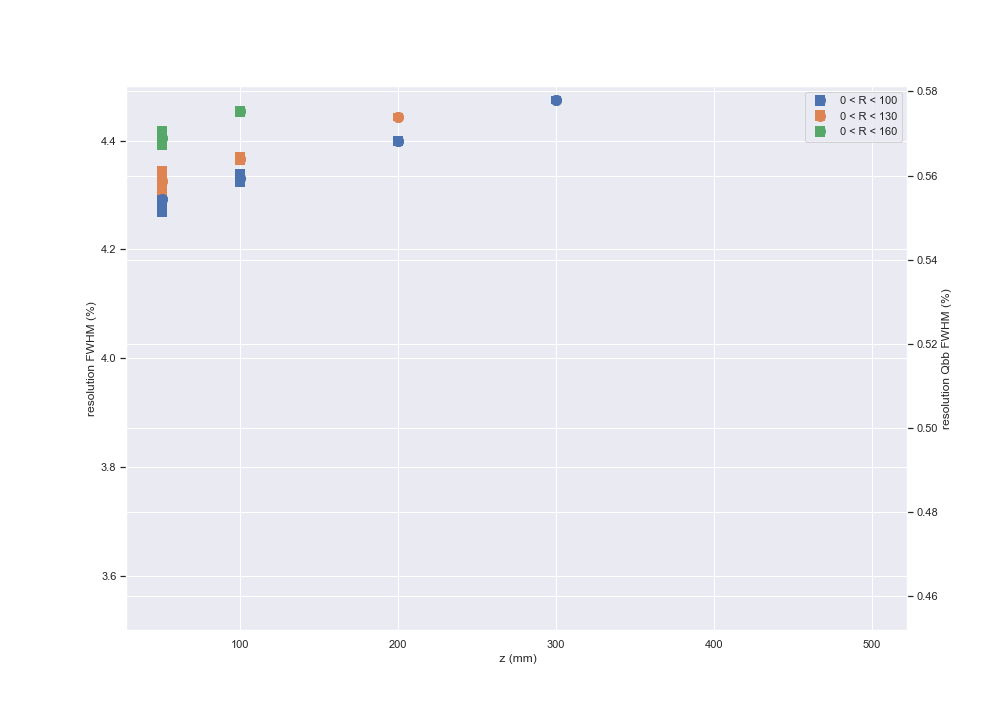 0 < R < 100
0 < R < 130
0 < R < 160
4.4
4.2
4.0
3.8
3.6
resolution FWHM (%)
0.58
0.56
0.54
0.52
0.50
0.48
0.46
resolution Qbb FWHM (%)
100
200
300
400
500
z (mm)